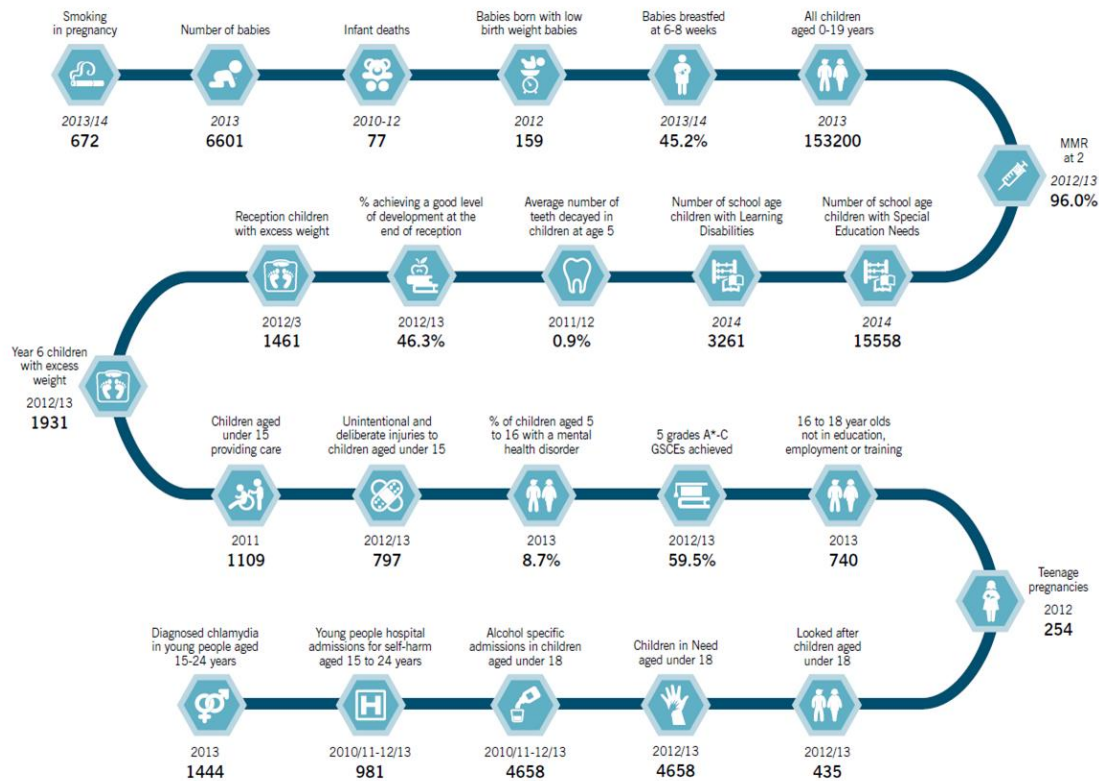 Smoking
in pregnancy
2013/14
672
Number of babies
2013
6601
Infant deaths
2010-12
77
Babies born with low
birth weight babies
2012
159
Babies breastfed
at 6-8 weeks
2013/14
45.2%
All children
aged 0-19 years
2013
153200
MMR
at 2
2012/13
96.0%
Reception children
with excess weight
2012/3
1461
% achieving a good level
of development at the
end of reception
2012/13
46.3%
Average number of
teeth decayed in
children at age 5
2011/12
0.9%
Number of school age
children with Learning
Disabilities
2014
3261
Number of school age
children with Special
Education Needs
2014
15558
Year 6 children
with excess
weight
2012/13
1931
Children aged
under 15
providing care
2011
1109
Unintentional and
deliberate injuries to
children aged under 15
2012/13
797
% of children aged 5
to 16 with a mental
health disorder
2013
8.7%
5 grades A*-C
GSCEs achieved
2012/13
59.5%
16 to 18 year olds
not in education,
employment or training
2013
740
Teenage
pregnancies
2012
254
Diagnosed chlamydia
in young people aged
15-24 years
2013
1444
Young people hospital
admissions for self-harm
aged 15 to 24 years
H
2010/11-12/13
981
Alcohol specific
admissions in children
aged under 18
2010/11-12/13
4658
Children in Need
aged under 18
2012/13
4658
Looked after
children aged
under 18
2012/13
435